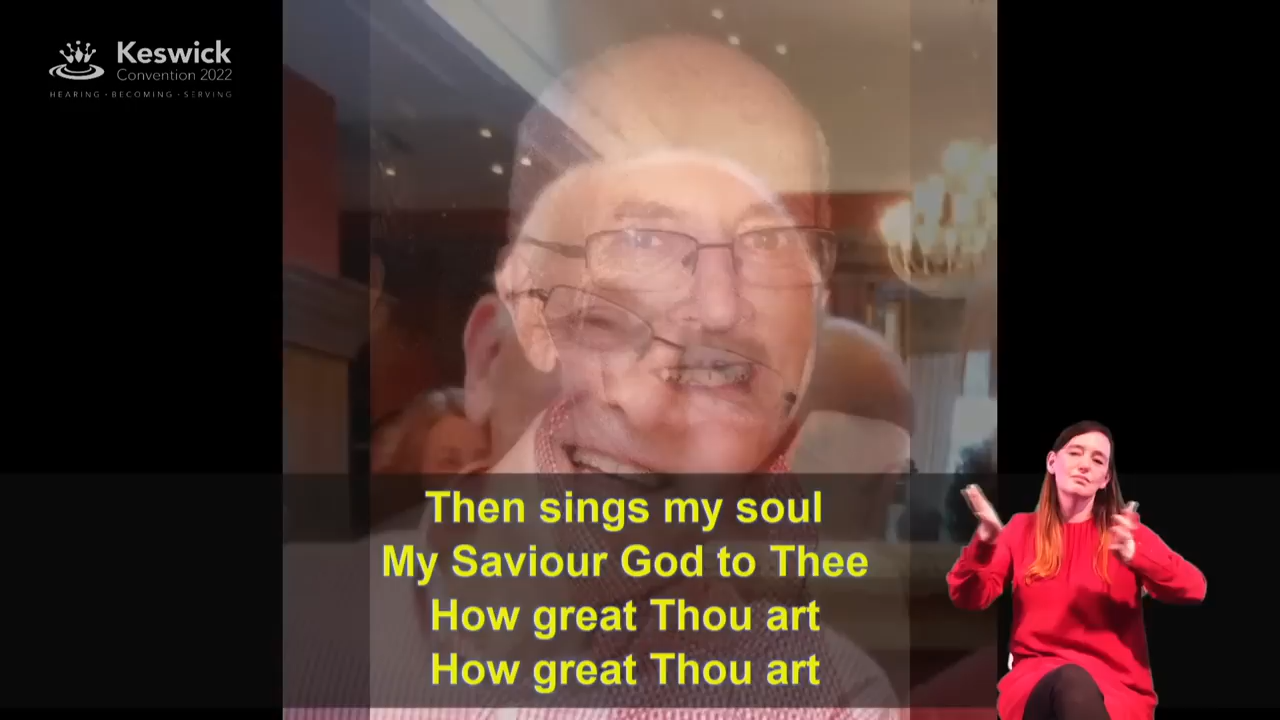 Keswick
Convention 2022
HEARING · BECOMING · SERVING
Then sings my soul
My Saviour God to Thee
How great Thou art
How great Thou art